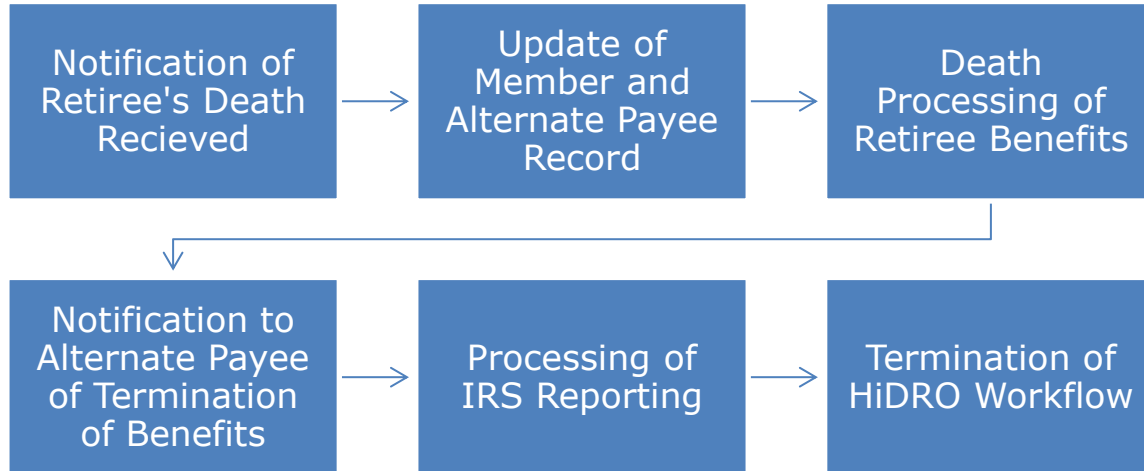 Notification of
Retiree's Death
Recieved
Update of
Member and
Alternate Payee
Record
Death
Processing of
Retiree Benefits
Notification to
Alternate Payee
of Termination
of Benefits
Processing of
IRS Reporting
Termination of
HiDRO Workflow